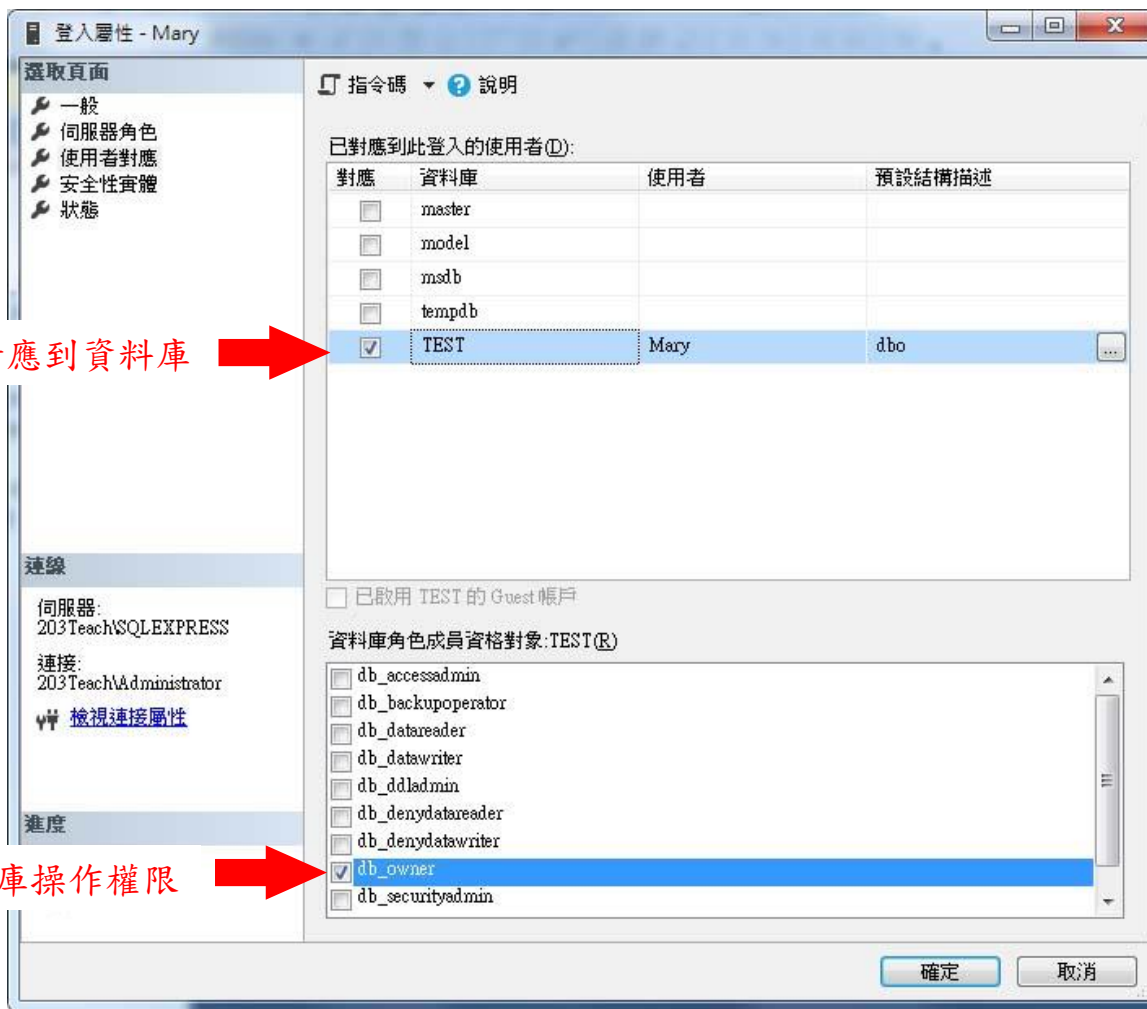 登入屬性 - Mary
選取頁面
一般
伺服器角色
使用者對應
安全性實體
狀態
指令碼 說明
已對應到此登入的使用者(D):
對應 資料庫 使用者 預設結構描述
master
model
msdb
tempdb
應到資料庫
TEST Mary dbo ...
已啟用 TEST 的 Guest 帳戶
資料庫角色成員資格對象:TEST(R)
db_accessadmin
db_backupoperator
db_datareader
db_datawriter
db_ddladmin
db_denydatareader
db_denydatawriter
db_owner
db_securityadmin
連線
伺服器:
203Teach\SQLEXPRESS
連接:
203Teach\Administrator
檢視連接屬性
進度
庫操作權限
確定 取消